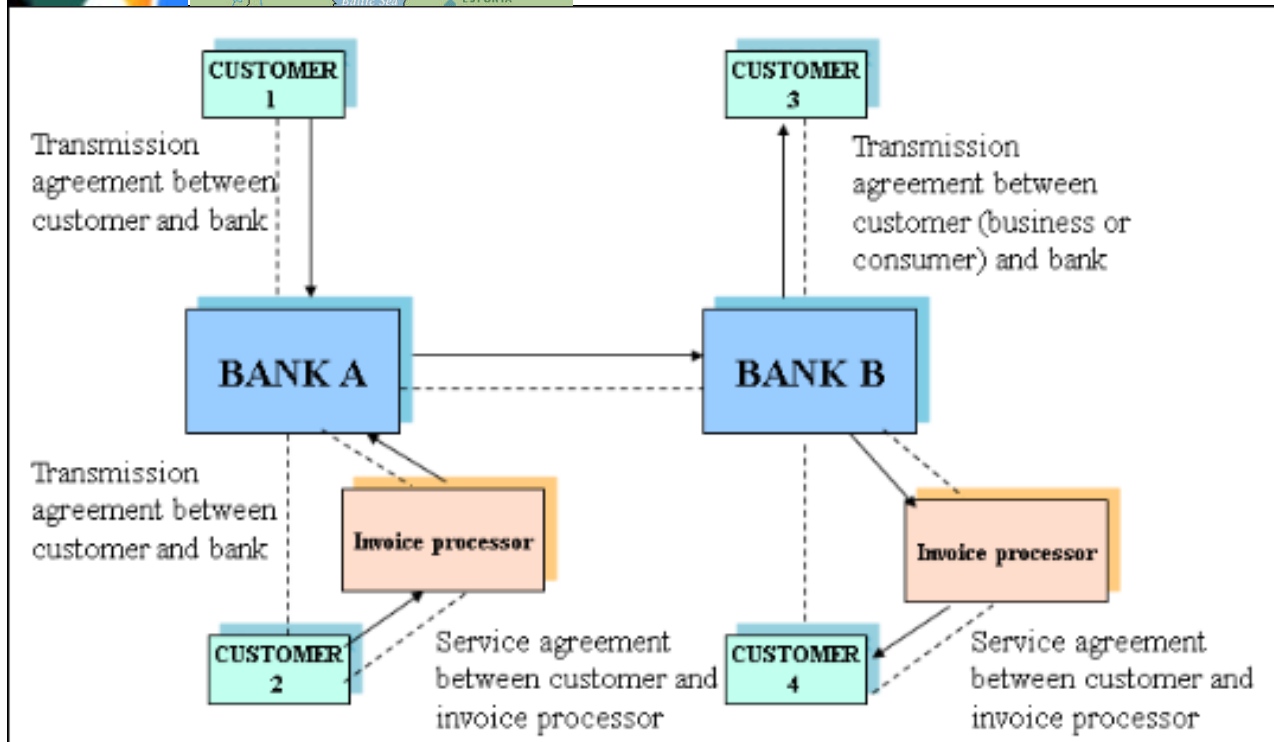 CUSTOMER
1
CUSTOMER
3
Transmission
agreement between
customer and bank
Transmission
agreement between
customer (business or
consumer) and bank
BANK A
BANK B
Transmission
agreement between
customer and bank
Invoice processor
Invoice processor
CUSTOMER
2
Service agreement
between customer and
invoice processor
CUSTOMER
4
Service agreement
between customer and
invoice processor